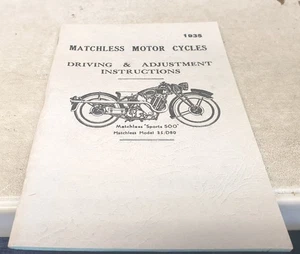 1935
MATCHLESS MOTOR CYCLES
DRIVING & ADJUSTMENT
INSTRUCTIONS
Matchless "Sports 500"
Matchless Model 35/D80